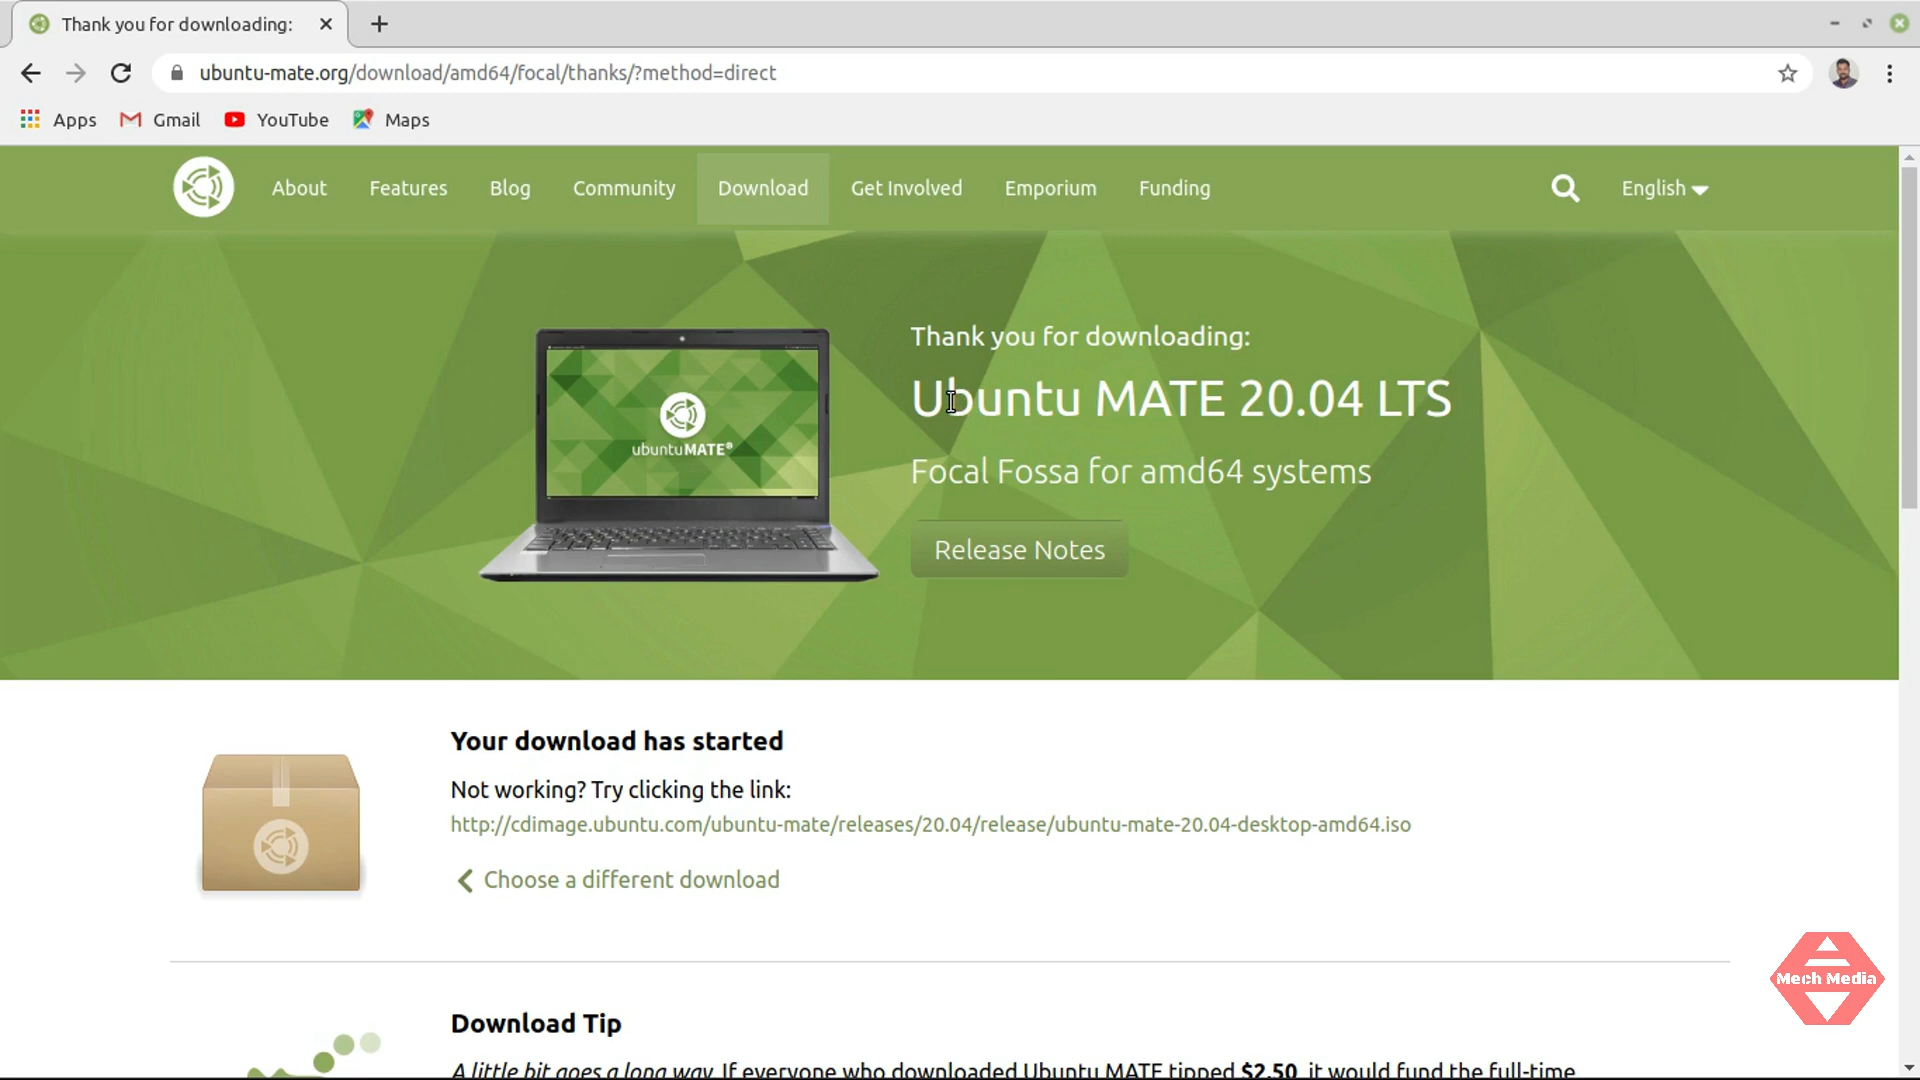 Thank you for downloading:
ubuntu-mate.org/download/amd64/focal/thanks/?method=direct
Apps
Gmail
YouTube
Maps
About
Features
Blog
Community
Download
Get Involved
Emporium
Funding
English
Thank you for downloading:
Ubuntu MATE 20.04 LTS
Focal Fossa for amd64 systems
Release Notes
ubuntuMATE®
Your download has started
Not working? Try clicking the link:
http://cdimage.ubuntu.com/ubuntu-mate/releases/20.04/release/ubuntu-mate-20.04-desktop-amd64.iso
Choose a different download
Mech Media
Download Tip
A little bit goes a long way. If everyone who downloaded Ubuntu MATE tipped $2.50, it would fund the full-time